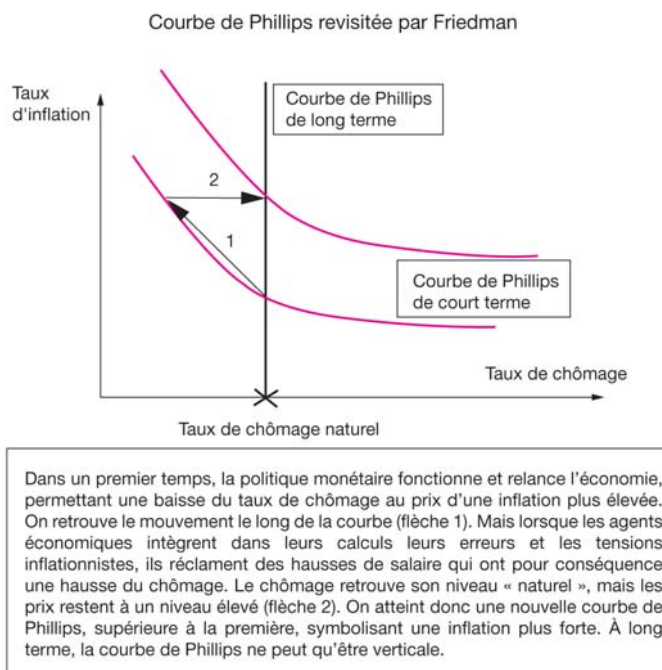 Courbe de Phillips revisitée par Friedman
Taux
d'inflation
Courbe de Phillips
de long terme
2
1
Courbe de Phillips
de court terme
Taux de chômage
Taux de chômage naturel
Dans un premier temps, la politique monétaire fonctionne et relance l'économie,
permettant une baisse du taux de chômage au prix d'une inflation plus élevée.
On retrouve le mouvement le long de la courbe (flèche 1). Mais lorsque les agents
économiques intègrent dans leurs calculs leurs erreurs et les tensions
inflationnistes, ils réclament des hausses de salaire qui ont pour conséquence
une hausse du chômage. Le chômage retrouve son niveau « naturel », mais les
prix restent à un niveau élevé (flèche 2). On atteint donc une nouvelle courbe de
Phillips, supérieure à la première, symbolisant une inflation plus forte. À long
terme, la courbe de Phillips ne peut qu'être verticale.